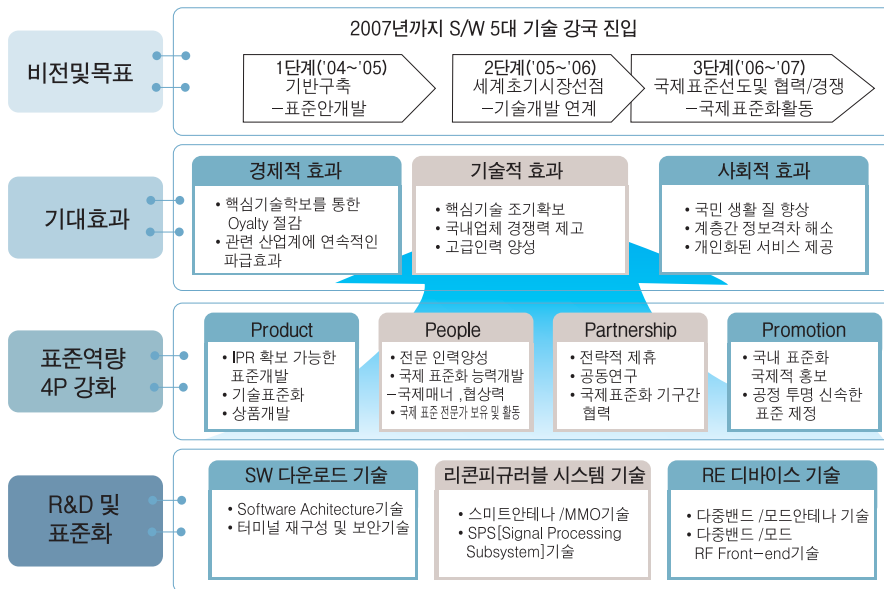 비전및목표
2007년까지 S/W 5대 기술 강국 진입
1단계('04~'05)
기반구축
–표준안개발
2단계('05~'06)
세계초기시장선점
–기술개발 연계
3단계('06~'07)
국제표준선도및 협력/경쟁
–국제표준화활동
기대효과
경제적 효과
• 핵심기술학보를 통한
Oyalty 절감
• 관련 산업계에 연속적인
파급효과
기술적 효과
• 핵심기술 조기확보
• 국내업체 경쟁력 제고
• 고급인력 양성
사회적 효과
• 국민 생활 질 향상
• 계층간 정보격차 해소
• 개인화된 서비스 제공
표준역량
4P 강화
Product
• IPR 확보 가능한
표준개발
• 기술표준화
• 상품개발
People
• 전문 인력양성
• 국제 표준화 능력개발
–국제매너 ,협상력
• 국제 표준 전문가 보유 및 활동
Partnership
• 전략적 제휴
• 공동연구
• 국제표준화 기구간
협력
Promotion
• 국내 표준화
국제적 홍보
• 공정 투명 신속한
표준 제정
R&D 및
표준화
SW 다운로드 기술
• Software Achitecture기술
• 터미널 재구성 및 보안기술
리콘피규러블 시스템 기술
• 스미트안테나 /MMO기술
• SPS[Signal Processing
Subsystem]기술
RE 디바이스 기술
• 다중밴드 /모드안테나 기술
• 다중밴드 /모드
RF Front-end기술